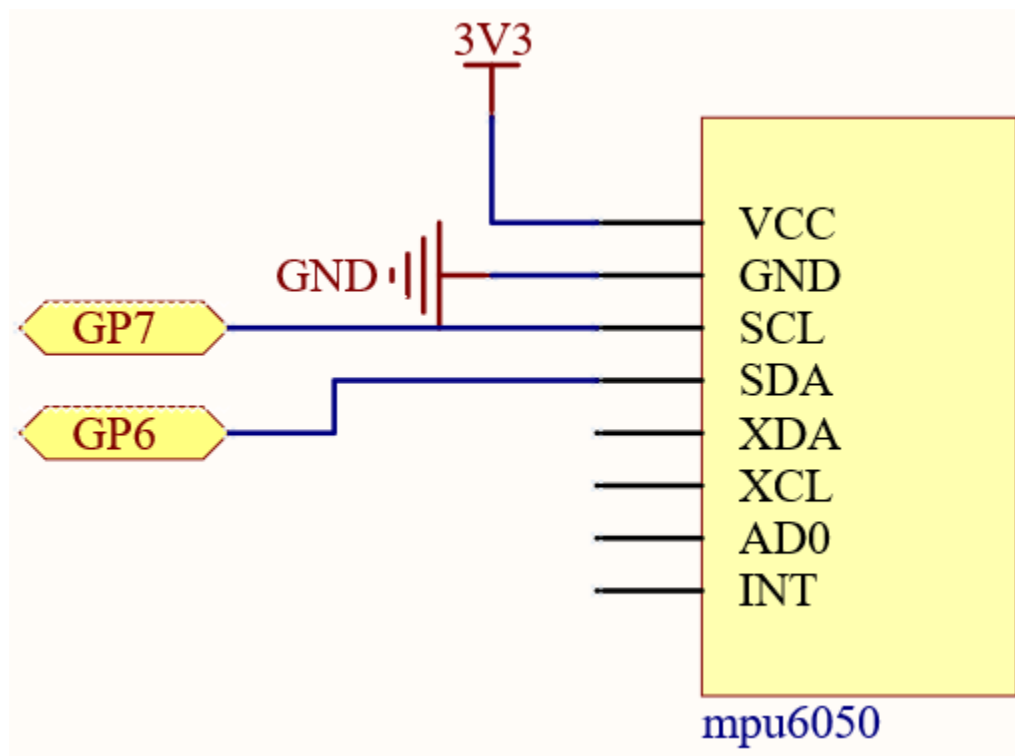 3V3
VCC
GND
GND
GP7
SCL
SDA
GP6
XDA
XCL
AD0
INT
mpu6050